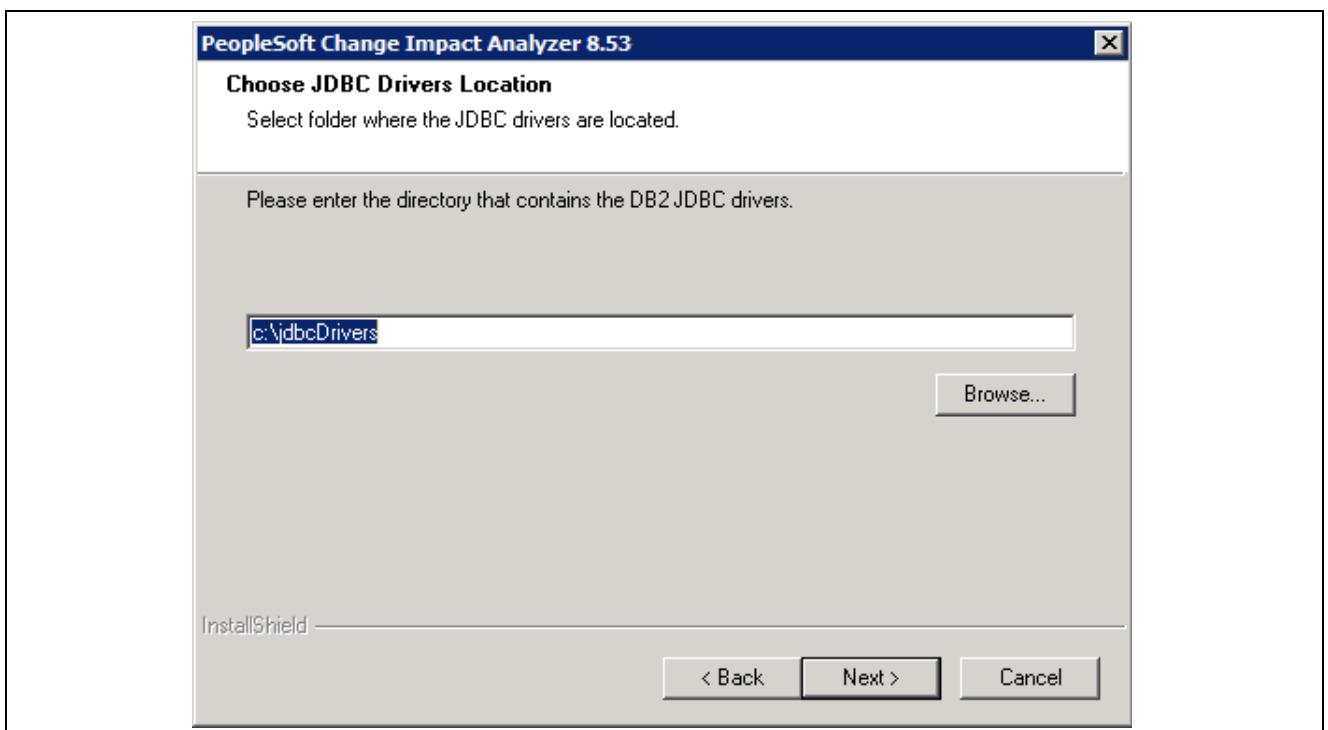 PeopleSoft Change Impact Analyzer 8.53
Choose JDBC Drivers Location
Select folder where the JDBC drivers are located.
Please enter the directory that contains the DB2 JDBC drivers.
c:\jdbcDrivers
Browse...
InstallShield
< Back Next > Cancel